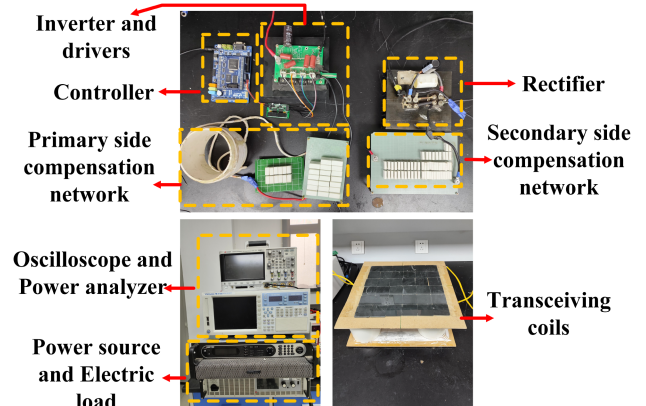 Inverter and
drivers
Controller
Primary side
compensation
network
Rectifier
Secondary side
compensation
network
Oscilloscope and
Power analyzer
Power source
and Electric
load
Transceiving
coils